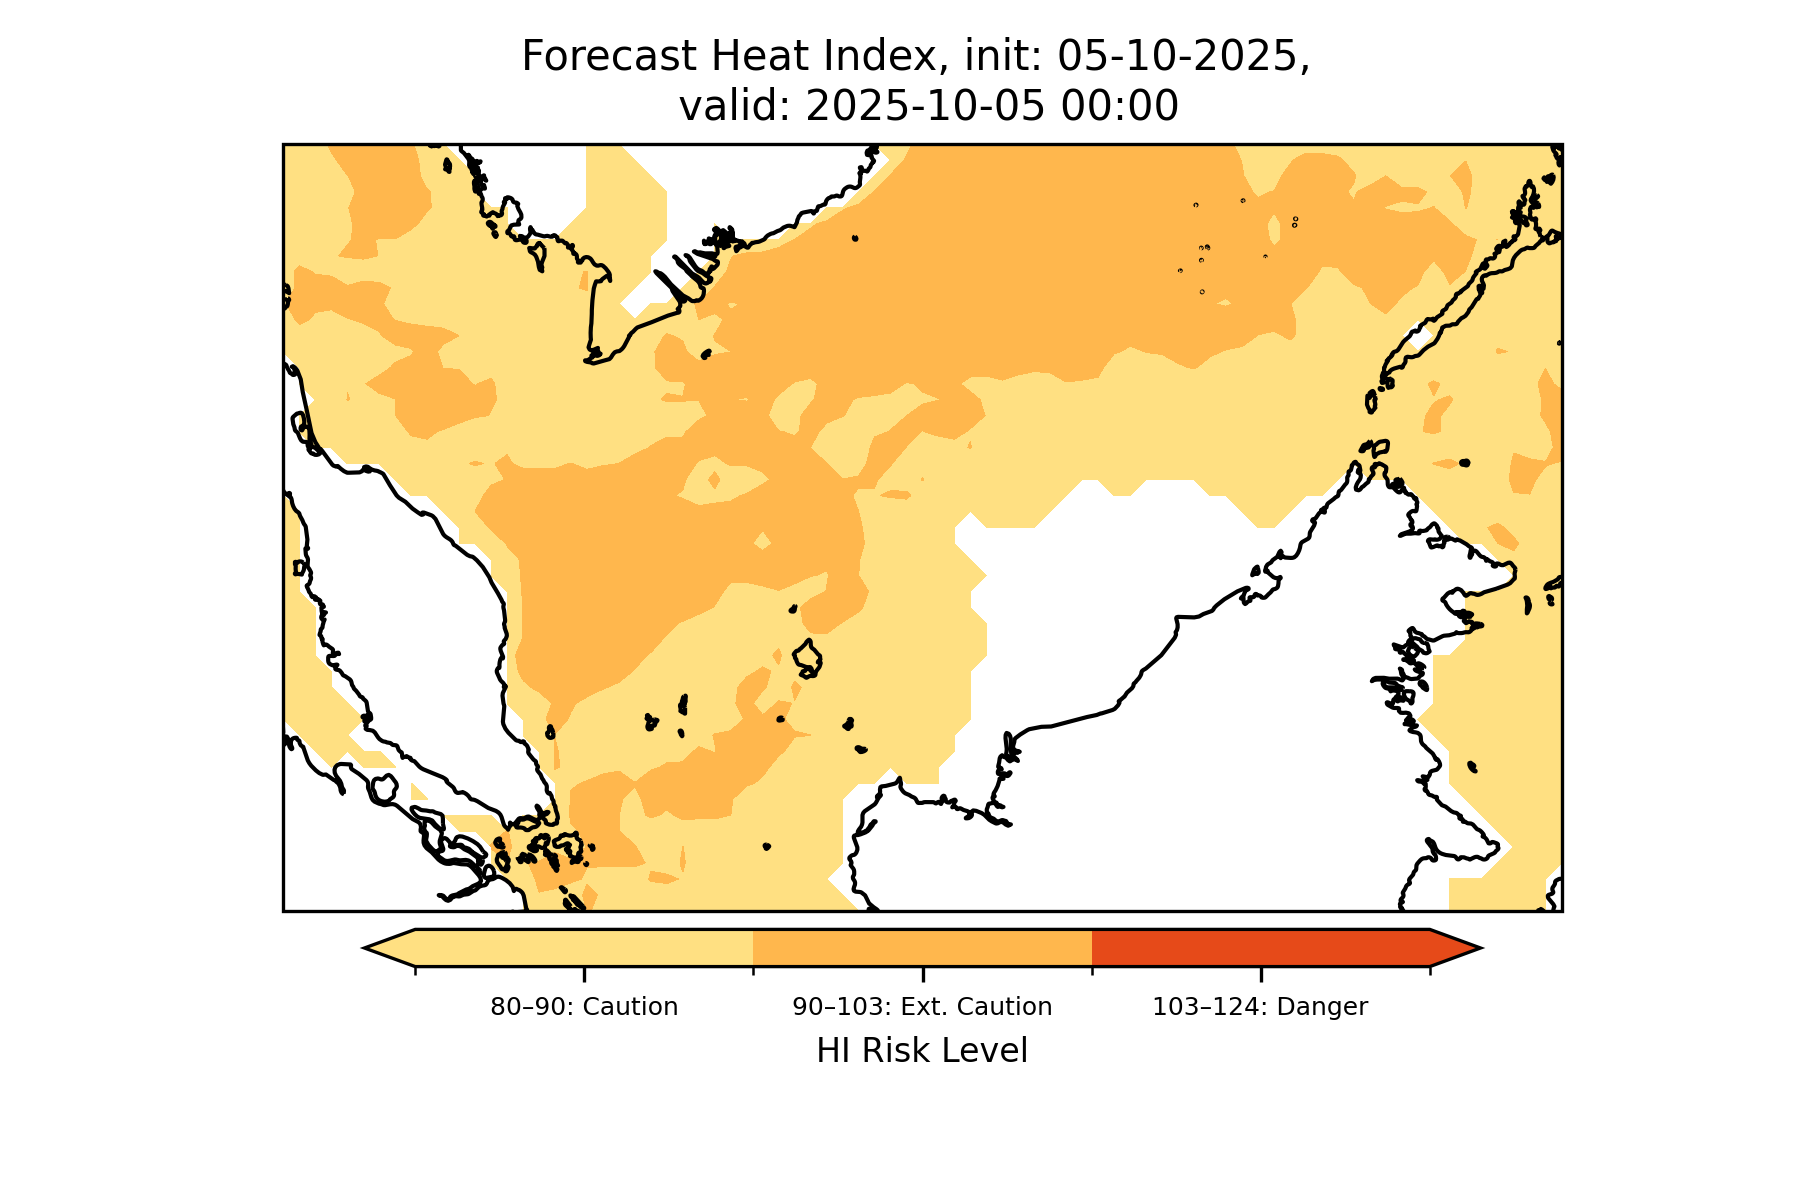 Forecast Heat Index, init: 05-10-2025,
valid: 2025-10-05 00:00
80–90: Caution
90–103: Ext. Caution
103–124: Danger
HI Risk Level